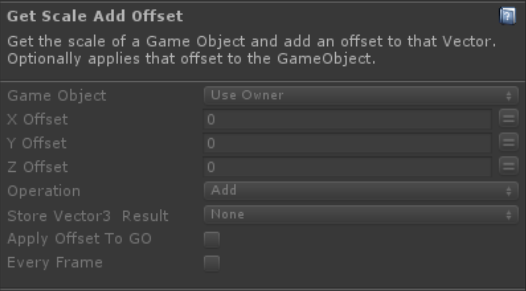 Get Scale Add Offset
Get the scale of a Game Object and add an offset to that Vector.
Optionally applies that offset to the GameObject.
Game Object Use Owner
X Offset 0
Y Offset 0
Z Offset 0
Operation Add
Store Vector3 Result None
Apply Offset To GO
Every Frame